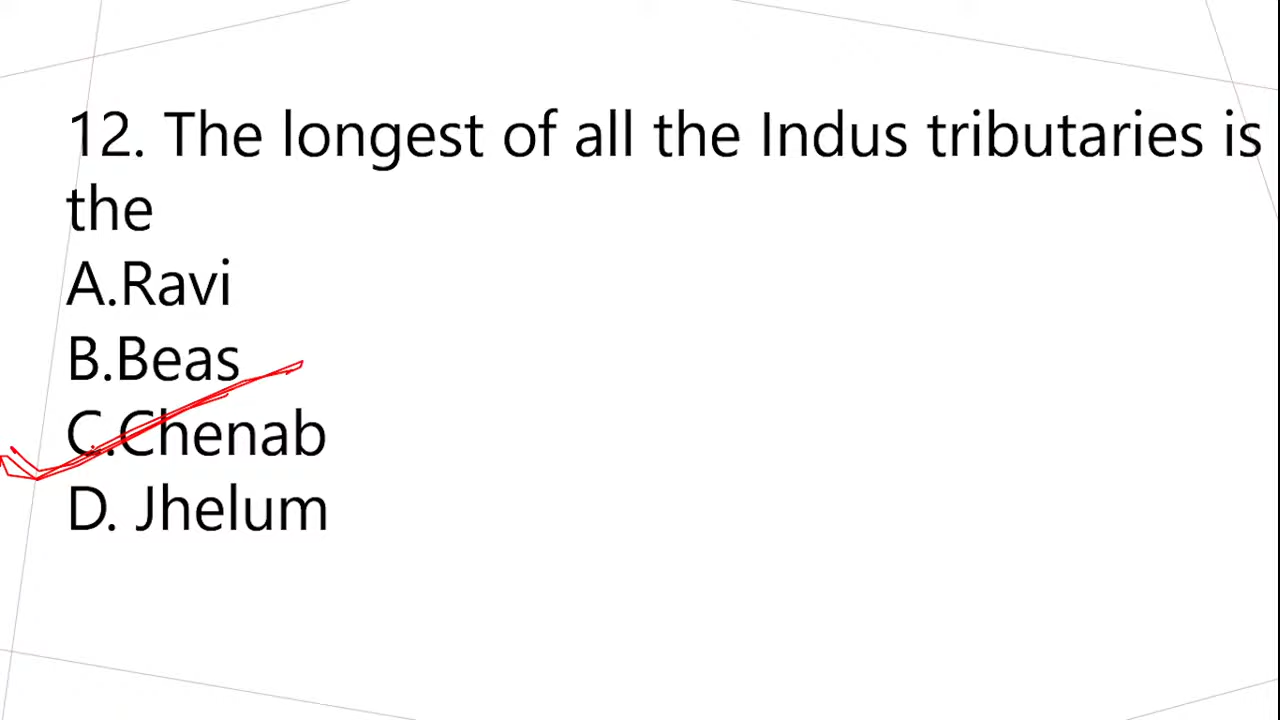 12. The longest of all the Indus tributaries is
the
A.Ravi
B.Beas
C.Chenab
D. Jhelum